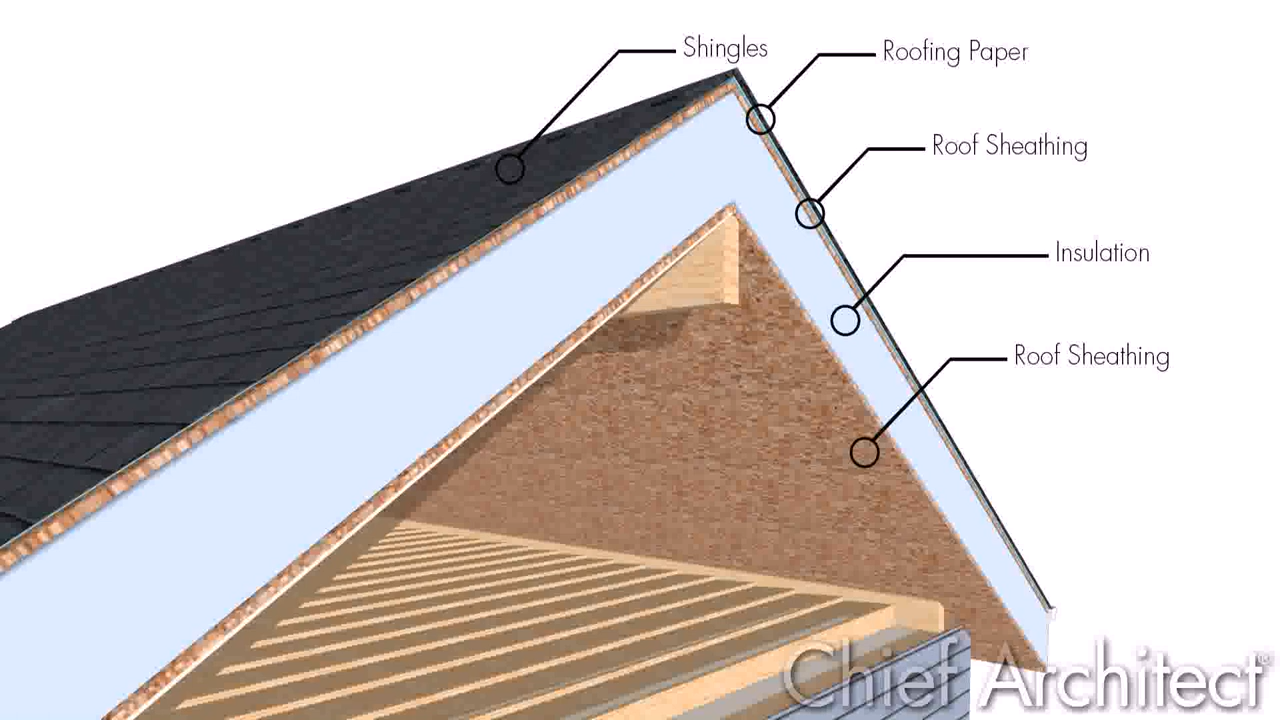 Shingles
Roofing Paper
Roof Sheathing
Insulation
Roof Sheathing
Chief Architect®